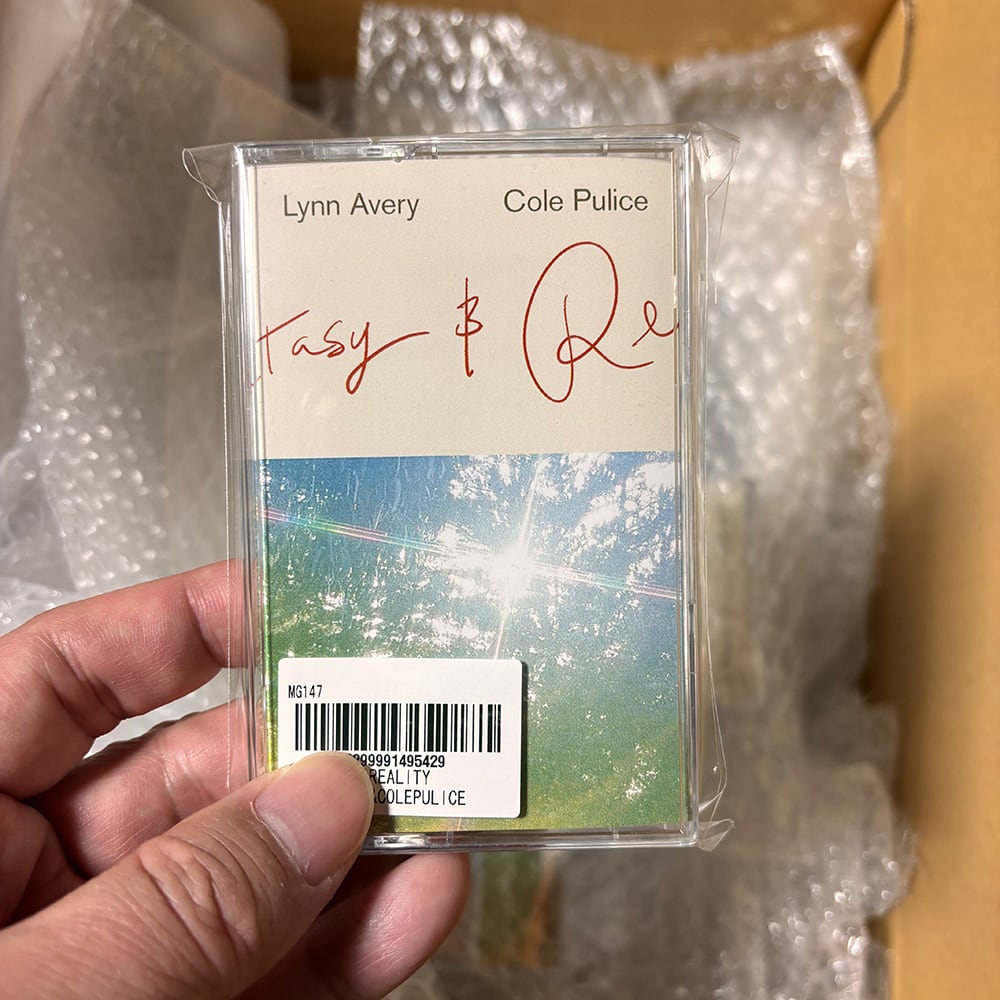 Lynn Avery Cole Pulice
tasy & Re
MG147
99991495429
REALITY
&COLEPULICE